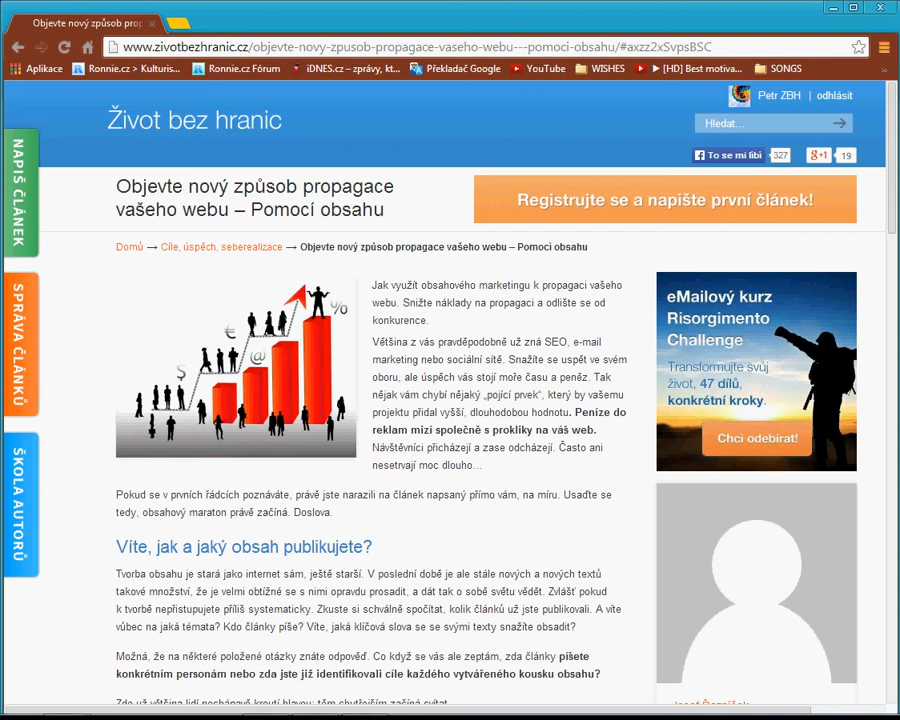 Objevte nový způsob prop
www.zivotbezhranic.cz/objevte-novy-zpusob-propagace-vaseho-webu---pomoci-obsahu/#axzz2xSvpsBSC
Aplikace Ronnie.cz > Kulturis... Ronnie.cz Fórum iDNES.cz – zprávy, kt... Překladač Google YouTube WISHES ► [HD] Best motiva... SONGS
Petr ZBH | odhlásit
Život bez hranic
Hledat...
To se mi líbí 327 +1 19
NAPIŠ ČLÁNEK
SPRÁVA ČLÁNKŮ
ŠKOLA AUTORŮ
Objevte nový způsob propagace
vašeho webu – Pomocí obsahu
Registrujte se a napište první článek!
Domů → Cíle, úspěch, seberealizace → Objevte nový způsob propagace vašeho webu – Pomocí obsahu
$ € @ %
Jak využít obsahového marketingu k propagaci vašeho
webu. Snižte náklady na propagaci a odlište se od
konkurence.
Většina z vás pravděpodobně už zná SEO, e-mail
marketing nebo sociální sítě. Snažíte se uspět ve svém
oboru, ale úspěch vás stojí moře času a peněz. Tak
nějak vám chybí nějaký „pojící prvek“, který by vašemu
projektu přidal vyšší, dlouhodobou hodnotu. Peníze do
reklam mizí společně s prokliky na váš web.
Návštěvníci přicházejí a zase odcházejí. Často ani
nesetrvají moc dlouho…
Pokud se v prvních řádcích poznáváte, právě jste narazili na článek napsaný přímo vám, na míru. Usaďte se
tedy, obsahový maraton právě začíná. Doslova.
Víte, jak a jaký obsah publikujete?
Tvorba obsahu je stará jako internet sám, ještě starší. V poslední době je ale stále nových a nových textů
takové množství, že je velmi obtížné se s nimi opravdu prosadit, a dát tak o sobě světu vědět. Zvlášť pokud
k tvorbě nepřistupujete příliš systematicky. Zkuste si schválně spočítat, kolik článků už jste publikovali. A víte
vůbec na jaká témata? Kdo články píše? Víte, jaká klíčová slova se se svými texty snažíte obsadit?
Možná, že na některé položené otázky znáte odpověď. Co když se vás ale zeptám, zda články píšete
konkrétním personám nebo zda jste již identifikovali cíle každého vytvářeného kousku obsahu?
Zde už většina lidí nechápavě kroutí hlavou; těm chytřejším začíná svítat.
eMailový kurz
Risorgimento
Challenge
Transformujte svůj
život, 47 dílů,
konkrétní kroky.
Chci odebírat!